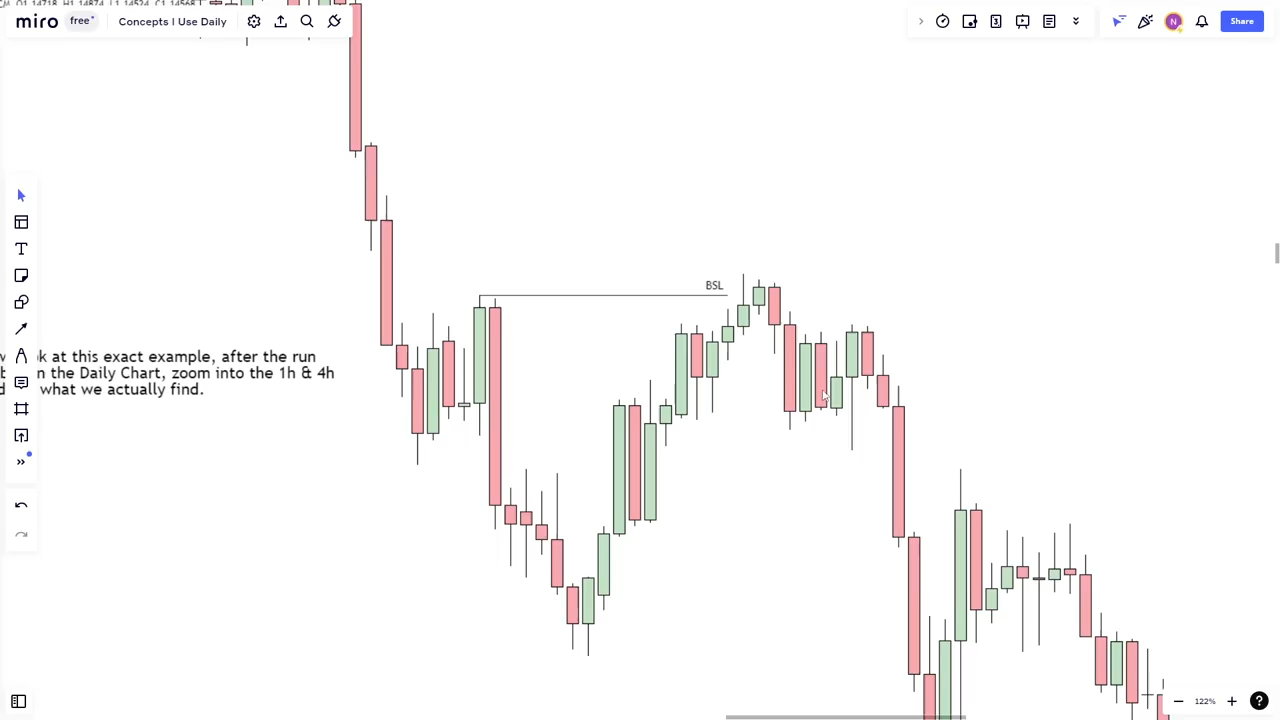 miro free Concepts I Use Daily
3 N Share
BSL
k at this exact example, after the run
the Daily Chart, zoom into the 1h & 4h
what we actually find.
122%